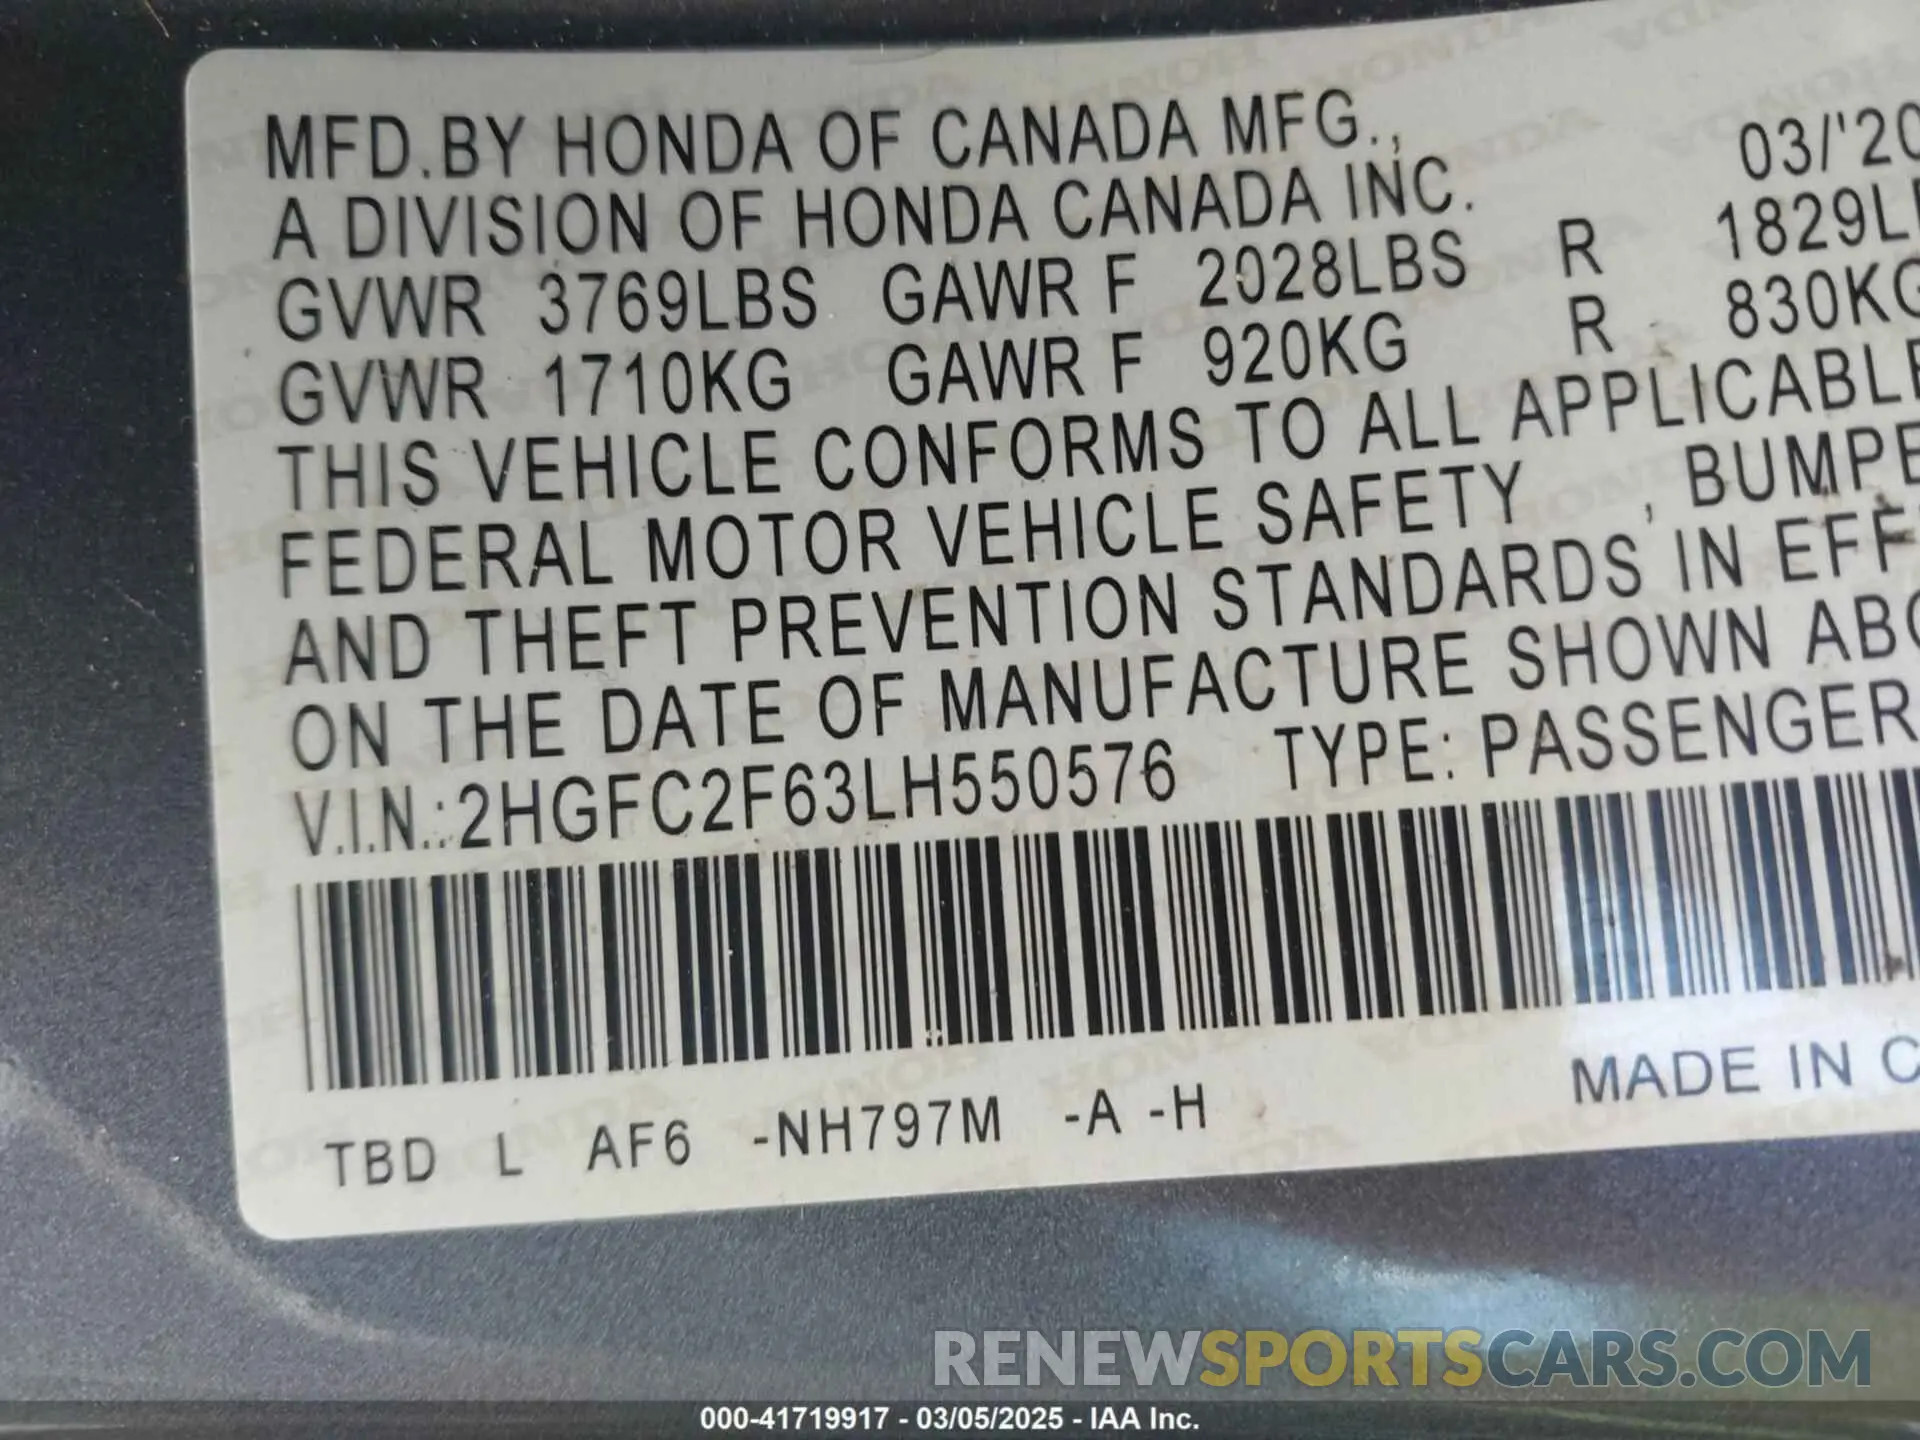 MFD.BY HONDA OF CANADA MFG., 03/'20
A DIVISION OF HONDA CANADA INC.
GVWR 3769LBS GAWR F 2028LBS R 1829L
GVWR 1710KG GAWR F 920KG R 830KG
THIS VEHICLE CONFORMS TO ALL APPLICABLE
FEDERAL MOTOR VEHICLE SAFETY , BUMPE
AND THEFT PREVENTION STANDARDS IN EFF
ON THE DATE OF MANUFACTURE SHOWN ABO
V.I.N.:2HGFC2F63LH550576 TYPE:PASSENGER
MADE IN C
TBD L AF6 -NH797M -A -H
RENEWSPORTSCARS.COM
000-41719917 - 03/05/2025 - IAA Inc.